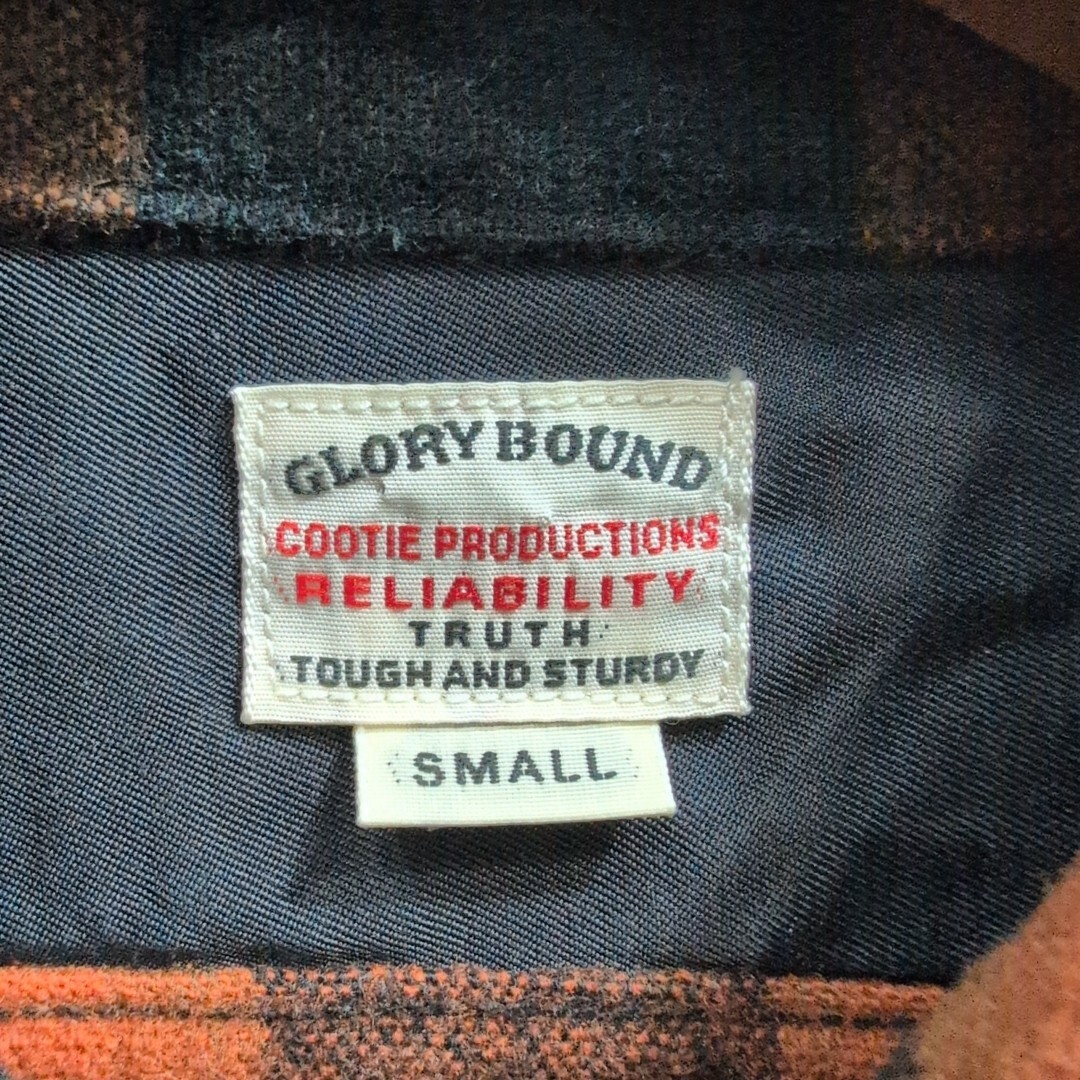 GLORY BOUND
COOTIE PRODUCTIONS
RELIABILITY
TRUTH
TOUGH AND STURDY
SMALL